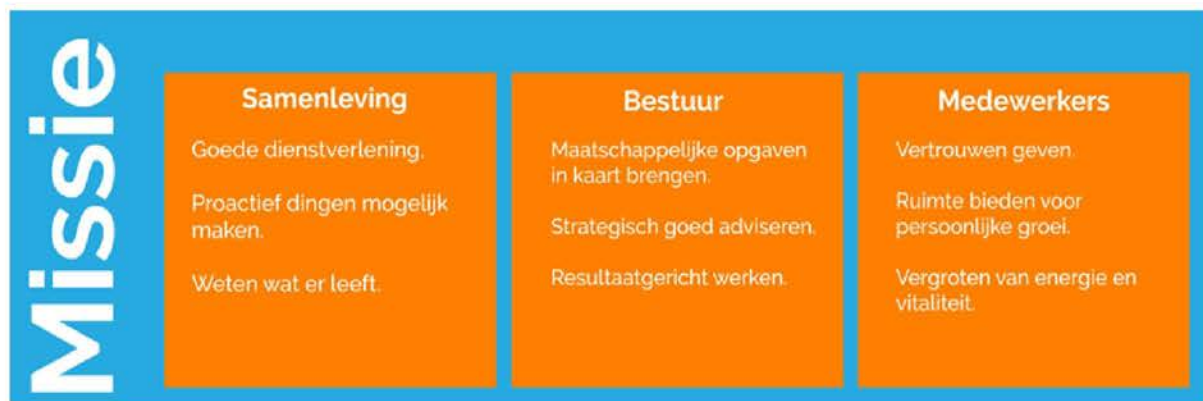 Missie
Samenleving
Goede dienstverlening.
Proactief dingen mogelijk
maken.
Weten wat er leeft.
Bestuur
Maatschappelijke opgaven
in kaart brengen.
Strategisch goed adviseren.
Resultaatgericht werken.
Medewerkers
Vertrouwen geven.
Ruimte bieden voor
persoonlijke groei.
Vergroten van energie en
vitaliteit.